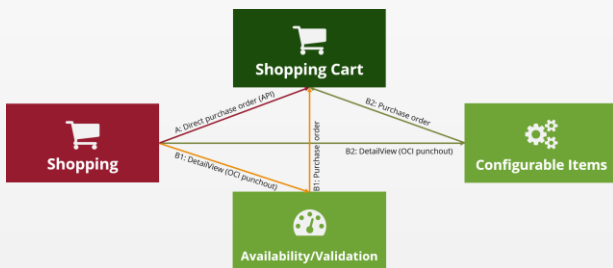 Shopping Cart
A: Direct purchase order (API)
B2: Purchase order
Shopping
B1: DetailView (OCI punchout)
B1: Purchase order
B2: DetailView (OCI punchout)
Configurable Items
Availability/Validation